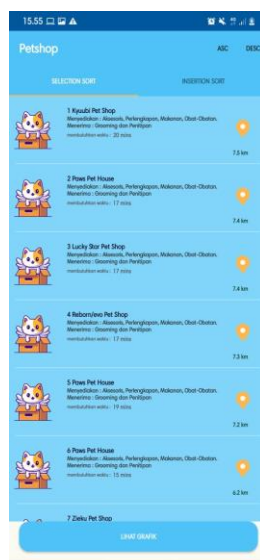 15.55
Petshop
ASC DESC
SELECTION SORT INSERTION SORT
1 Kyuubi Pet Shop
Menyediakan : Aksesoris, Perlengkapan, Makanan, Obat-Obatan.
Menerima : Grooming dan Penitipan
membutuhkan waktu : 20 mins
7.5 km
2 Paws Pet House
Menyediakan : Aksesoris, Perlengkapan, Makanan, Obat-Obatan.
Menerima : Grooming dan Penitipan
membutuhkan waktu : 17 mins
7.4 km
3 Lucky Star Pet Shop
Menyediakan : Aksesoris, Perlengkapan, Makanan, Obat-Obatan.
Menerima : Grooming dan Penitipan
membutuhkan waktu : 17 mins
7.4 km
4 Reborn/evo Pet Shop
Menyediakan : Aksesoris, Perlengkapan, Makanan, Obat-Obatan.
Menerima : Grooming dan Penitipan
membutuhkan waktu : 17 mins
7.3 km
5 Paws Pet House
Menyediakan : Aksesoris, Perlengkapan, Makanan, Obat-Obatan.
Menerima : Grooming dan Penitipan
membutuhkan waktu : 19 mins
7.2 km
6 Paws Pet House
Menyediakan : Aksesoris, Perlengkapan, Makanan, Obat-Obatan.
Menerima : Grooming dan Penitipan
membutuhkan waktu : 15 mins
6.2 km
7 Zieku Pet Shop
LIHAT GRAFIK